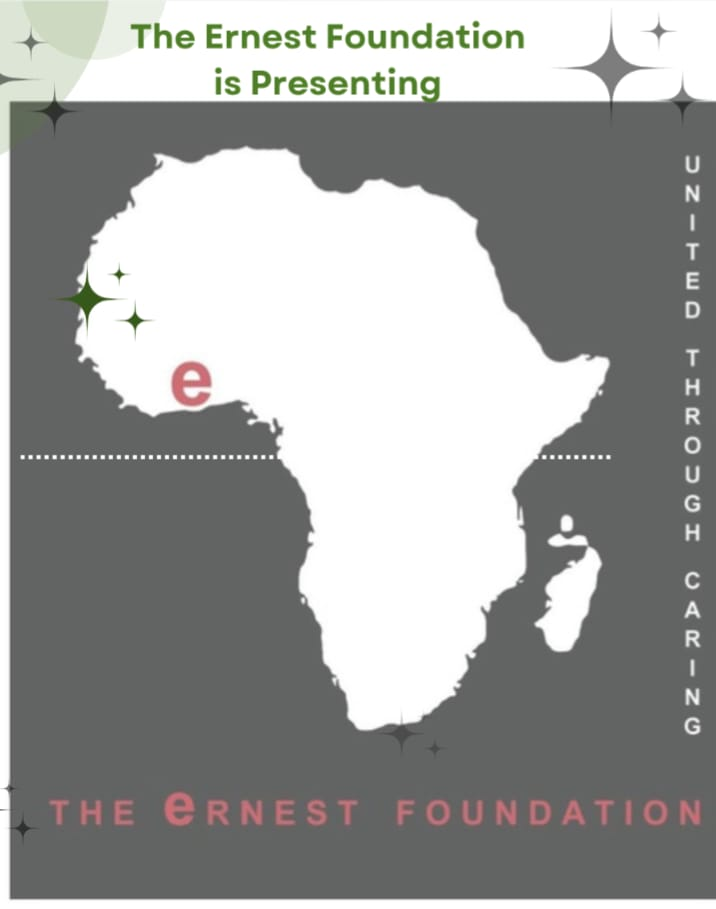 The Ernest Foundation
is Presenting
UNITED THROUGH CARING
e
THE eRNEST FOUNDATION